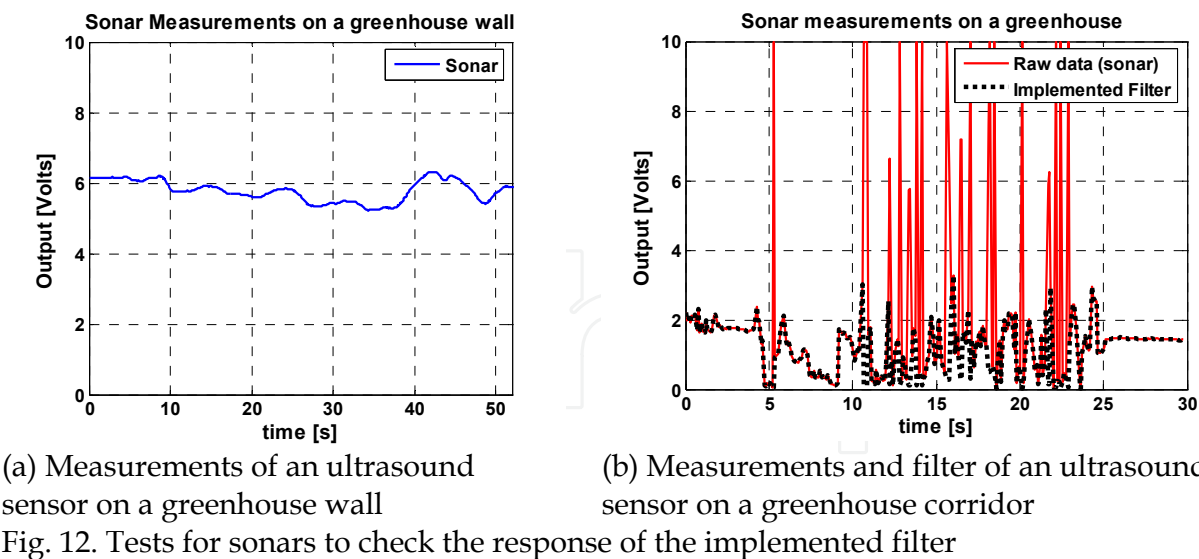 Sonar Measurements on a greenhouse wall
10
8
6
4
2
0
0 10 20 30 40 50
Output [Volts]
time [s]
Sonar
Sonar measurements on a greenhouse
10
8
6
4
2
0
0 5 10 15 20 25 30
Output [Volts]
time [s]
Raw data (sonar)
Implemented Filter
(a) Measurements of an ultrasound
sensor on a greenhouse wall
(b) Measurements and filter of an ultrasound
sensor on a greenhouse corridor
Fig. 12. Tests for sonars to check the response of the implemented filter